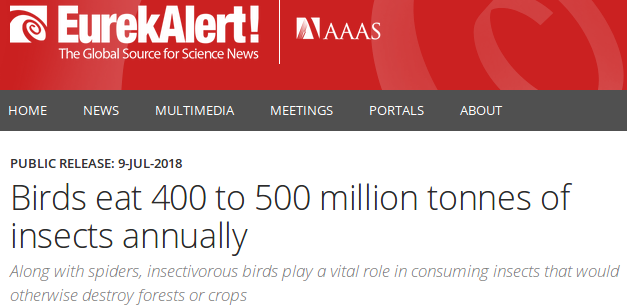 EurekAlert!
AAAS
The Global Source for Science News
HOME NEWS MULTIMEDIA MEETINGS PORTALS ABOUT
PUBLIC RELEASE: 9-JUL-2018
Birds eat 400 to 500 million tonnes of
insects annually
Along with spiders, insectivorous birds play a vital role in consuming insects that would
otherwise destroy forests or crops